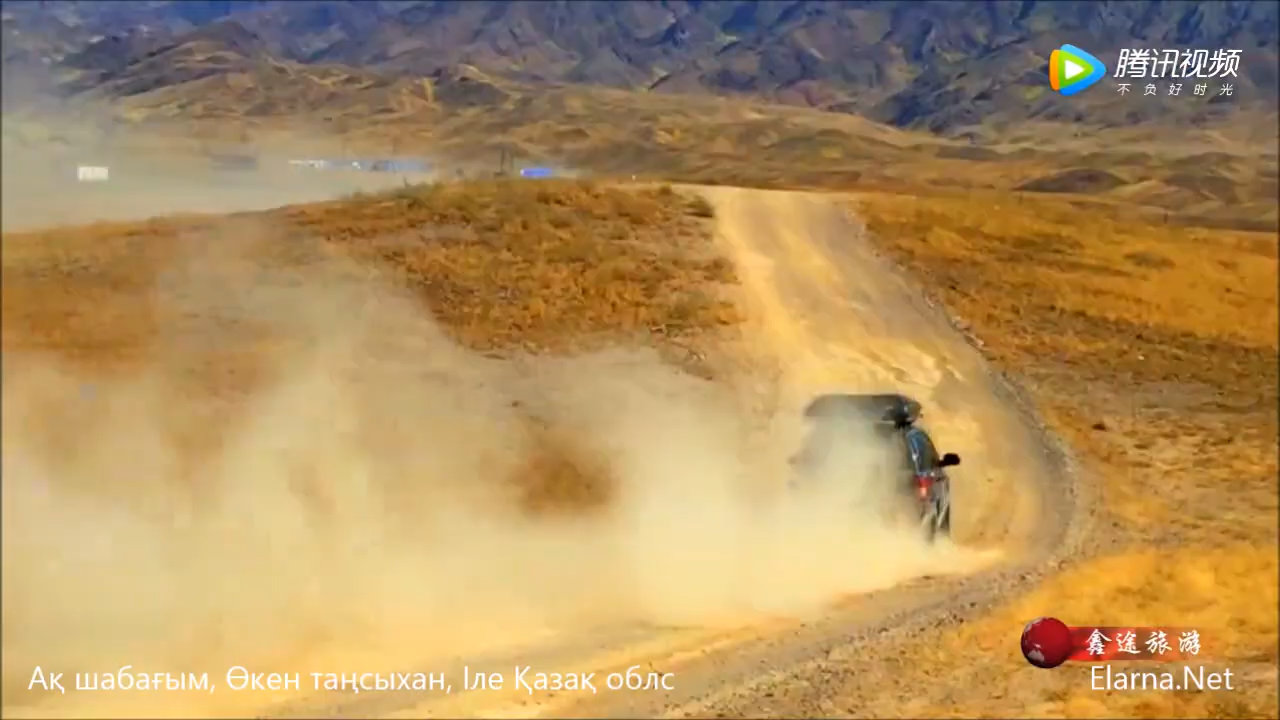 腾讯视频
不负好时光
鑫途旅游
Ақ шабағым, Өкен таңсыхан, Іле Қазақ облс
Elarna.Net